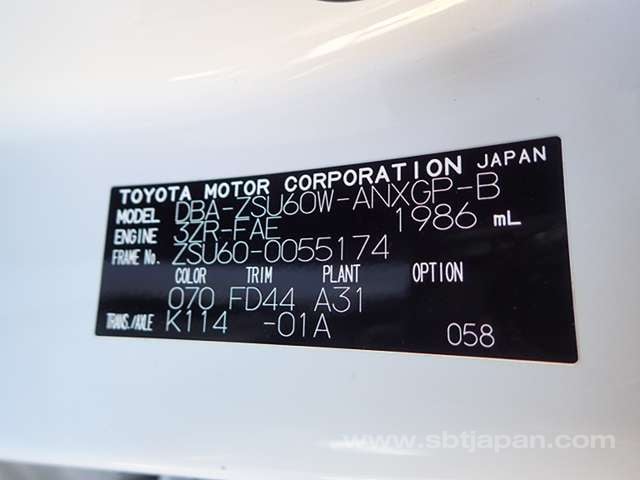 TOYOTA MOTOR CORPORATION JAPAN
MODEL DBA-ZSU60W-ANXGP-B
ENGINE 3ZR-FAE 1986 mL
FRAME No. ZSU60-0055174
COLOR TRIM PLANT OPTION
070 FD44 A31
TRANS./AXLE K114 -01A 058
www.sbtjapan.com